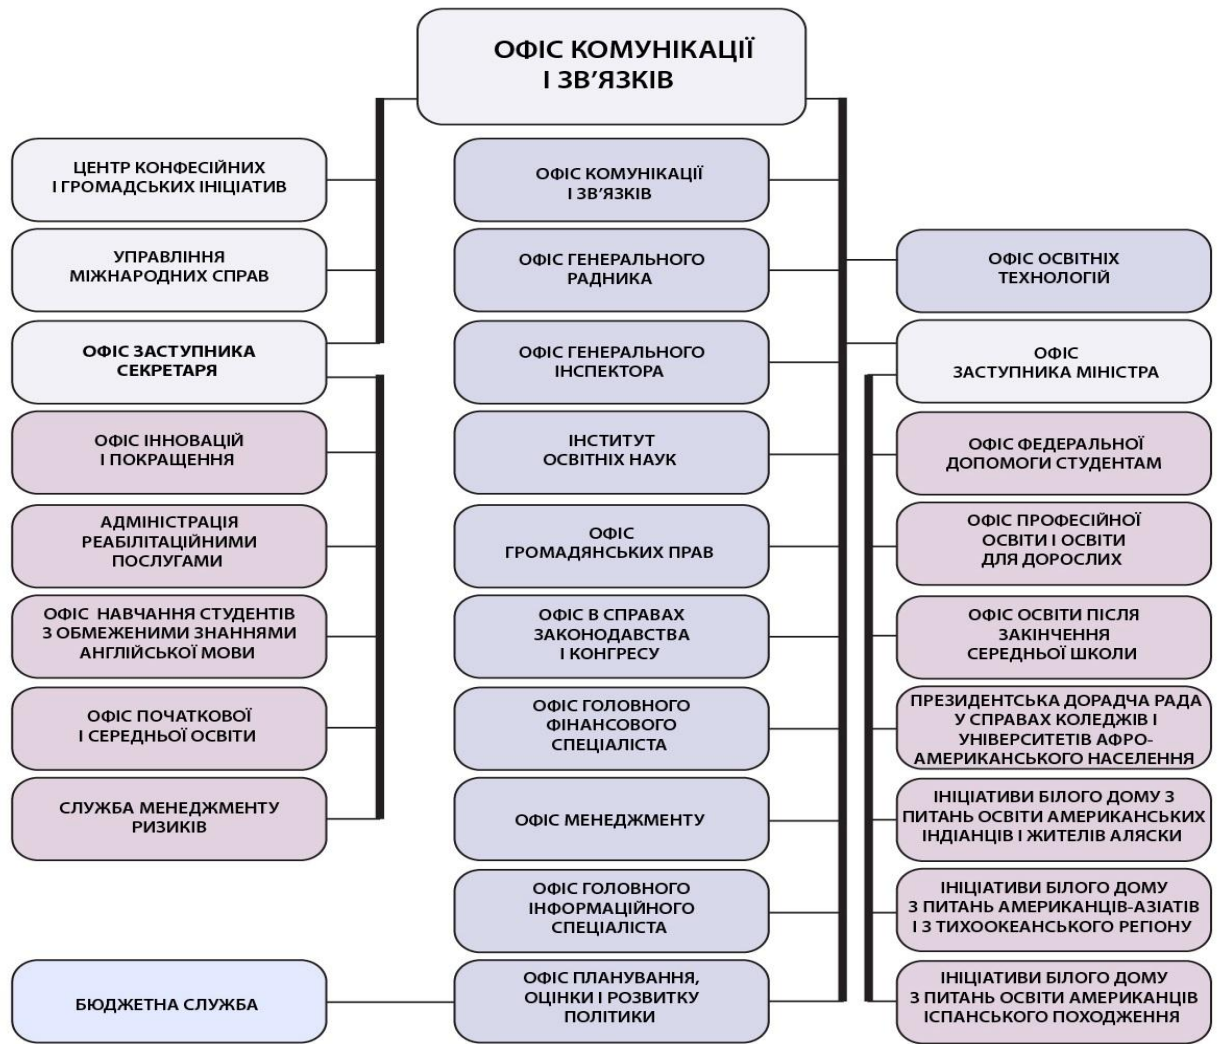 ОФІС КОМУНІКАЦІЇ
І ЗВ’ЯЗКІВ
ЦЕНТР КОНФЕСІЙНИХ
І ГРОМАДСЬКИХ ІНІЦІАТИВ
УПРАВЛІННЯ
МІЖНАРОДНИХ СПРАВ
ОФІС ЗАСТУПНИКА
СЕКРЕТАРЯ
ОФІС ІННОВАЦІЙ
І ПОКРАЩЕННЯ
АДМІНІСТРАЦІЯ
РЕАБІЛІТАЦІЙНИМИ
ПОСЛУГАМИ
ОФІС НАВЧАННЯ СТУДЕНТІВ
З ОБМЕЖЕНИМИ ЗНАННЯМИ
АНГЛІЙСЬКОЇ МОВИ
ОФІС ПОЧАТКОВОЇ
І СЕРЕДНЬОЇ ОСВІТИ
СЛУЖБА МЕНЕДЖМЕНТУ
РИЗИКІВ
БЮДЖЕТНА СЛУЖБА
ОФІС КОМУНІКАЦІЇ
І ЗВ’ЯЗКІВ
ОФІС ГЕНЕРАЛЬНОГО
РАДНИКА
ОФІС ГЕНЕРАЛЬНОГО
ІНСПЕКТОРА
ІНСТИТУТ
ОСВІТНІХ НАУК
ОФІС
ГРОМАДЯНСЬКИХ ПРАВ
ОФІС В СПРАВАХ
ЗАКОНОДАВСТВА
І КОНГРЕСУ
ОФІС ГОЛОВНОГО
ФІНАНСОВОГО
СПЕЦІАЛІСТА
ОФІС МЕНЕДЖМЕНТУ
ОФІС ГОЛОВНОГО
ІНФОРМАЦІЙНОГО
СПЕЦІАЛІСТА
ОФІС ПЛАНУВАННЯ,
ОЦІНКИ І РОЗВИТКУ
ПОЛІТИКИ
ОФІС ОСВІТНІХ
ТЕХНОЛОГІЙ
ОФІС
ЗАСТУПНИКА МІНІСТРА
ОФІС ФЕДЕРАЛЬНОЇ
ДОПОМОГИ СТУДЕНТАМ
ОФІС ПРОФЕСІЙНОЇ
ОСВІТИ І ОСВІТИ
ДЛЯ ДОРОСЛИХ
ОФІС ОСВІТИ ПІСЛЯ
ЗАКІНЧЕННЯ
СЕРЕДНЬОЇ ШКОЛИ
ПРЕЗИДЕНТСЬКА ДОРАДЧА РАДА
У СПРАВАХ КОЛЕДЖІВ І
УНІВЕРСИТЕТІВ АФРО-
АМЕРИКАНСЬКОГО НАСЕЛЕННЯ
ІНІЦІАТИВИ БІЛОГО ДОМУ З
ПИТАНЬ ОСВІТИ АМЕРИКАНСЬКИХ
ІНДІАНЦІВ І ЖИТЕЛІВ АЛЯСКИ
ІНІЦІАТИВИ БІЛОГО ДОМУ
З ПИТАНЬ АМЕРИКАНЦІВ-АЗІАТІВ
І З ТИХООКЕАНСЬКОГО РЕГІОНУ
ІНІЦІАТИВИ БІЛОГО ДОМУ
З ПИТАНЬ ОСВІТИ АМЕРИКАНЦІВ
ІСПАНСЬКОГО ПОХОДЖЕННЯ